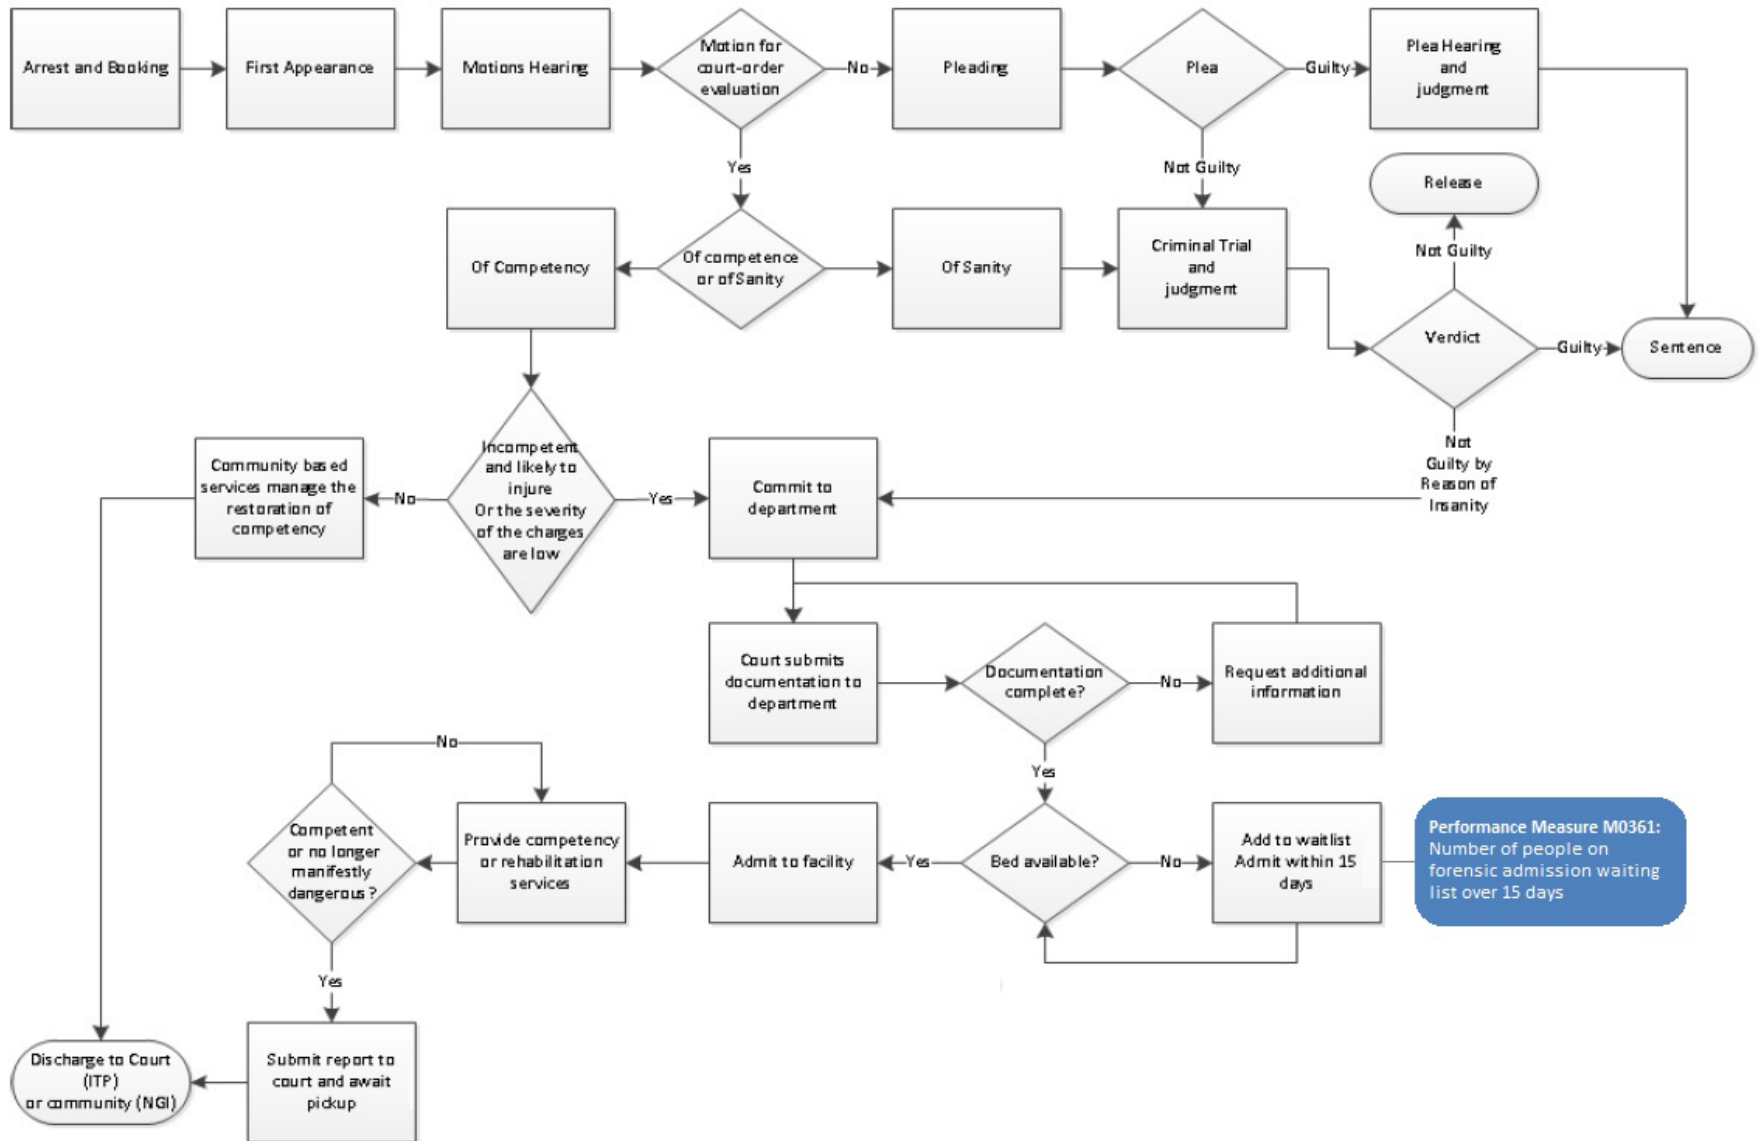 Arrest and Booking
First Appearance
Motions Hearing
Motion for
court-order
evaluation
No
Pleading
Plea
Guilty
Plea Hearing
and
judgment
Yes
Not Guilty
Release
Of Competency
Of competence
or of Sanity
Of Sanity
Criminal Trial
and
judgment
Not Guilty
Verdict
Guilty
Sentence
Community based
services manage the
restoration of
competency
No
Incompetent
and likely to
injure
Or the severity
of the charges
are low
Yes
Commit to
department
Not
Guilty by
Reason of
Insanity
Court submits
documentation to
department
Documentation
complete?
No
Request additional
information
No
Yes
Competent
or no longer
manifestly
dangerous?
Provide competency
or rehabilitation
services
Admit to facility
Yes
Bed available?
No
Add to waitlist
Admit within 15
days
Performance Measure M0361:
Number of people on
forensic admission waiting
list over 15 days
Yes
Discharge to Court
(ITP)
or community (NGI)
Submit report to
court and await
pickup